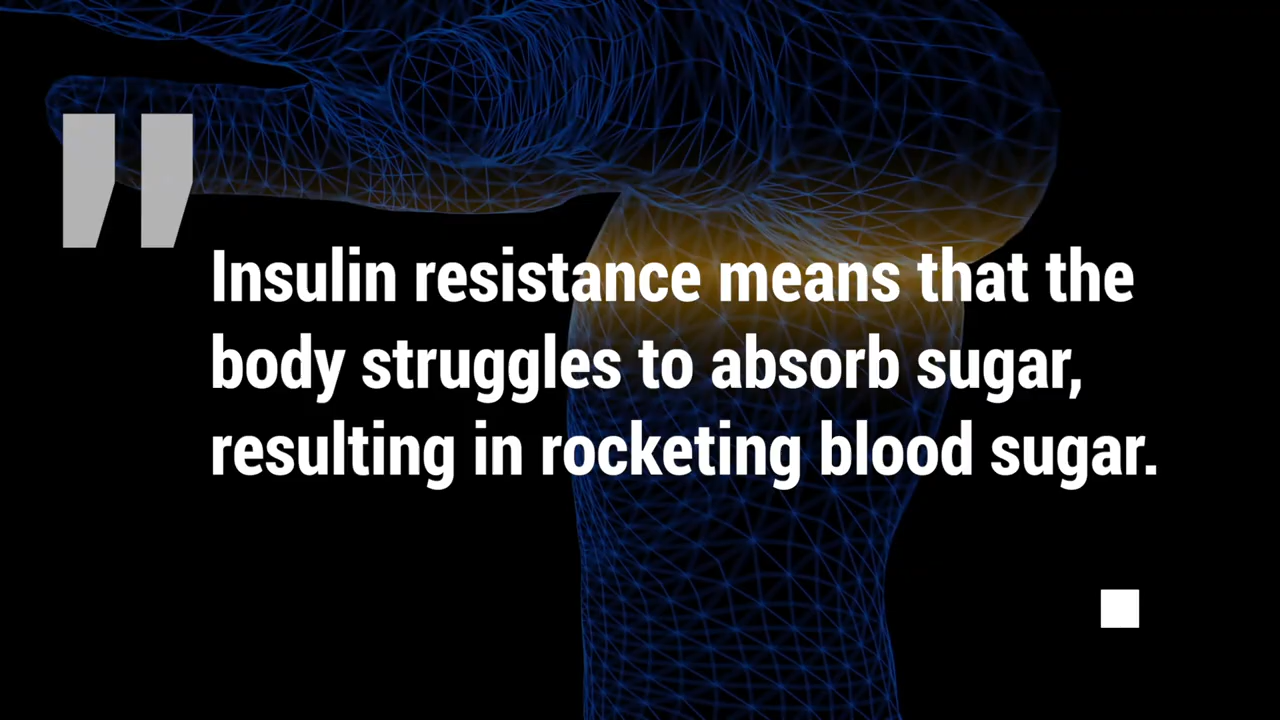 "
Insulin resistance means that the
body struggles to absorb sugar,
resulting in rocketing blood sugar.